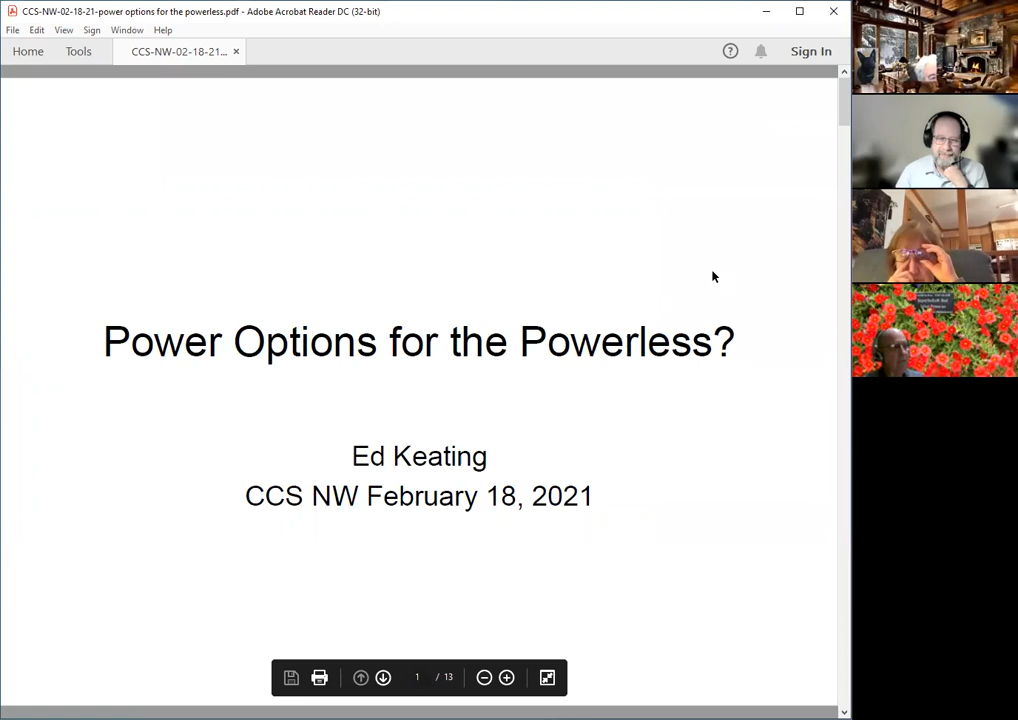 CCS-NW-02-18-21-power options for the powerless.pdf - Adobe Acrobat Reader DC (32-bit)
File Edit View Sign Window Help
Home Tools CCS-NW-02-18-21... × Sign In
Power Options for the Powerless?
Ed Keating
CCS NW February 18, 2021
1 / 13